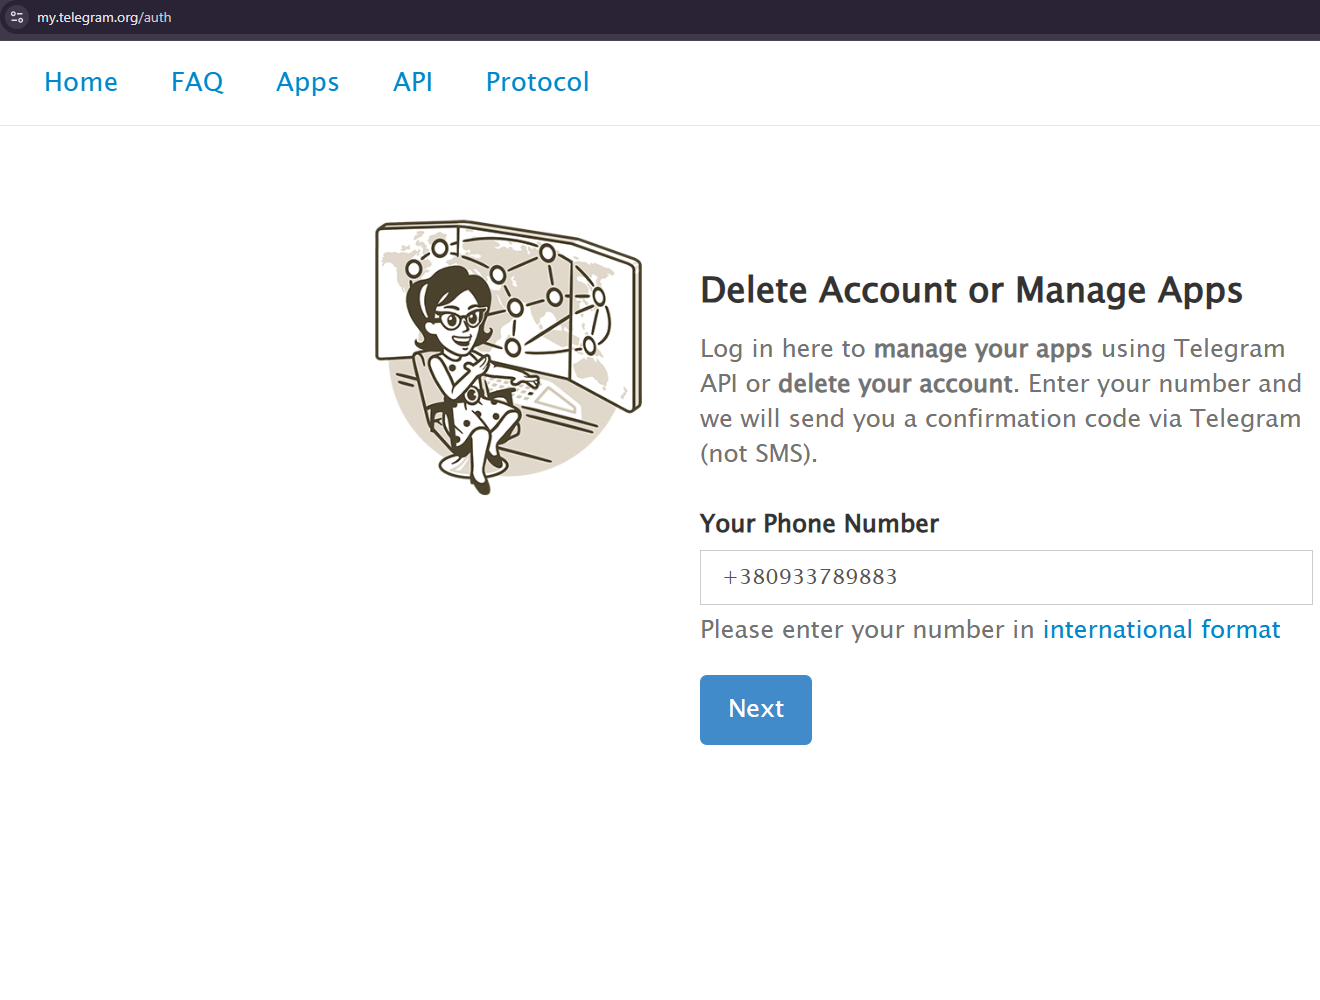 my.telegram.org/auth
Home FAQ Apps API Protocol
Delete Account or Manage Apps
Log in here to manage your apps using Telegram
API or delete your account. Enter your number and
we will send you a confirmation code via Telegram
(not SMS).
Your Phone Number
+380933789883
Please enter your number in international format
Next